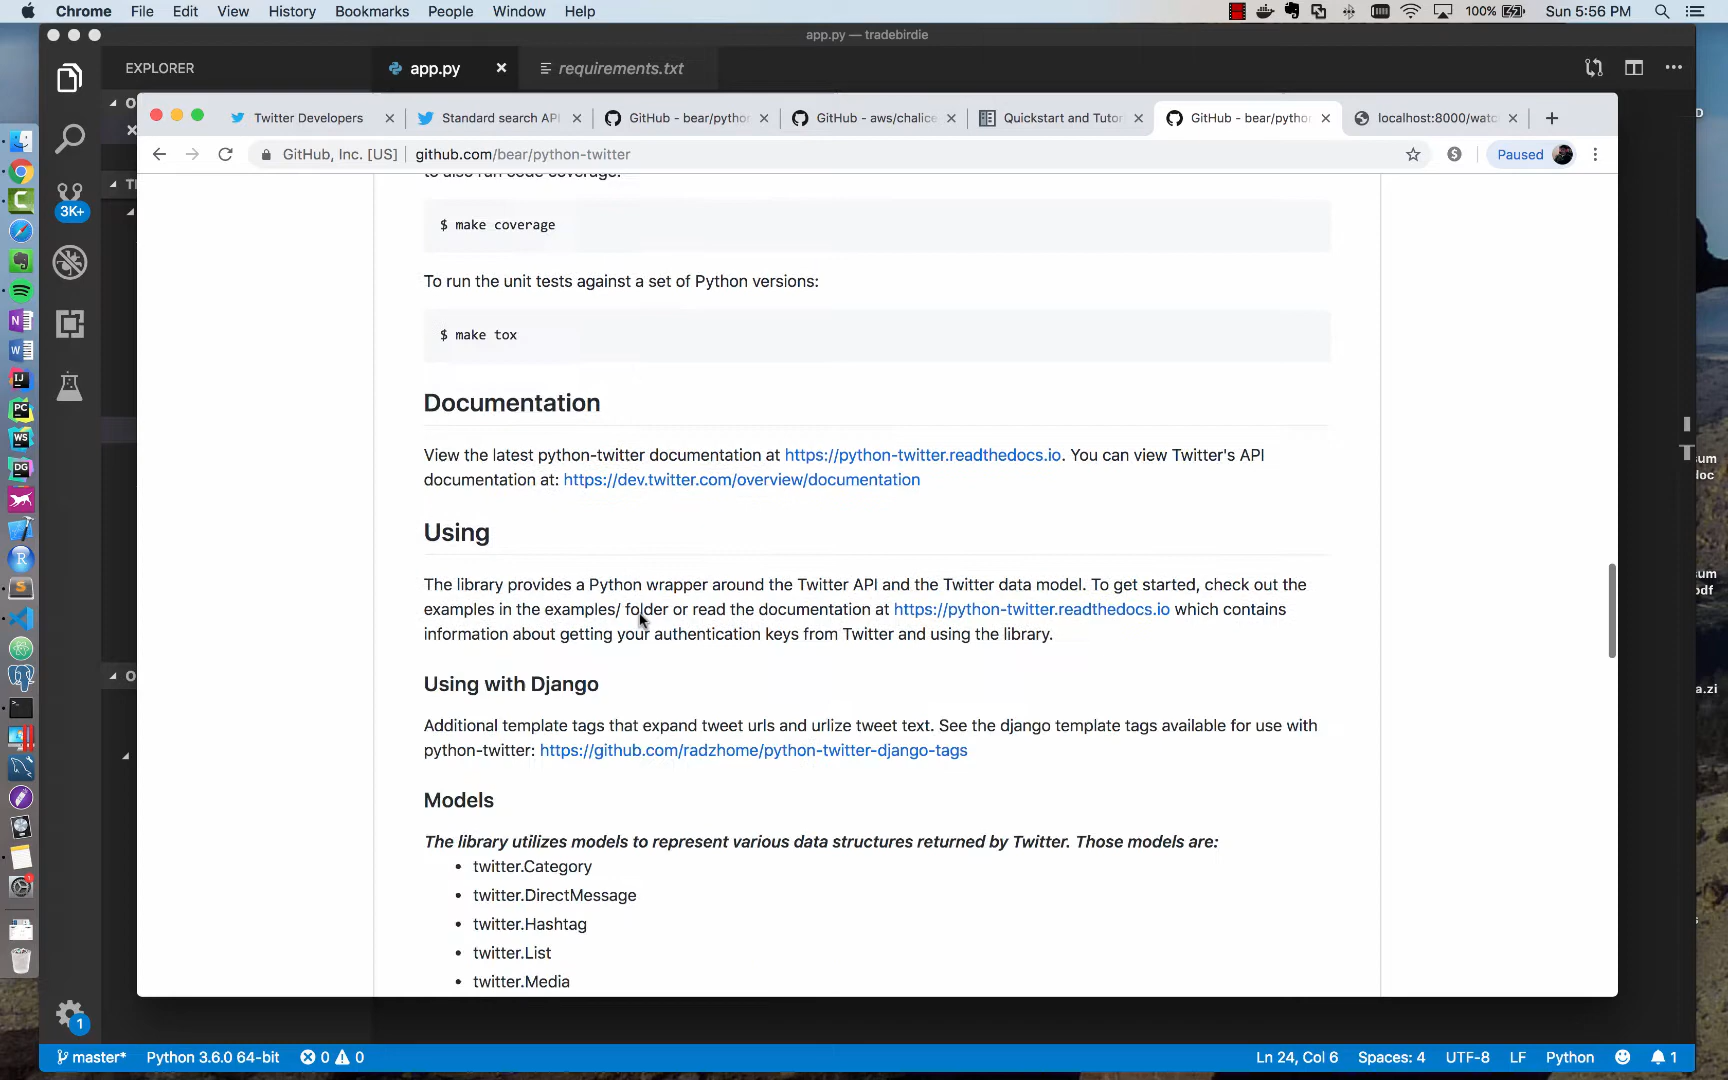 Chrome File Edit View History Bookmarks People Window Help 100% Sun 5:56 PM
app.py — tradebirdie
EXPLORER app.py × requirements.txt
Twitter Developers × Standard search API × GitHub - bear/python × GitHub - aws/chalice × Quickstart and Tutor × GitHub - bear/python × localhost:8000/watc × +
GitHub, Inc. [US] | github.com/bear/python-twitter Paused
3K+
$ make coverage
To run the unit tests against a set of Python versions:
$ make tox
Documentation
View the latest python-twitter documentation at https://python-twitter.readthedocs.io. You can view Twitter's API
documentation at: https://dev.twitter.com/overview/documentation
Using
The library provides a Python wrapper around the Twitter API and the Twitter data model. To get started, check out the
examples in the examples/ folder or read the documentation at https://python-twitter.readthedocs.io which contains
information about getting your authentication keys from Twitter and using the library.
Using with Django
Additional template tags that expand tweet urls and urlize tweet text. See the django template tags available for use with
python-twitter: https://github.com/radzhome/python-twitter-django-tags
Models
The library utilizes models to represent various data structures returned by Twitter. Those models are:
• twitter.Category
• twitter.DirectMessage
• twitter.Hashtag
• twitter.List
• twitter.Media
1
master* Python 3.6.0 64-bit 0 0 Ln 24, Col 6 Spaces: 4 UTF-8 LF Python 1